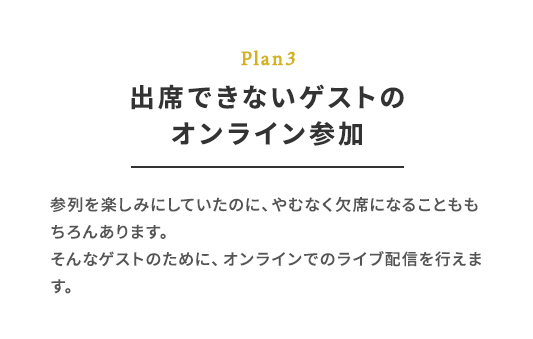 Plan3
出席できないゲストの
オンライン参加
参列を楽しみにしていたのに、やむなく欠席になることもも
ちろんあります。
そんなゲストのために、オンラインでのライブ配信を行えま
す。